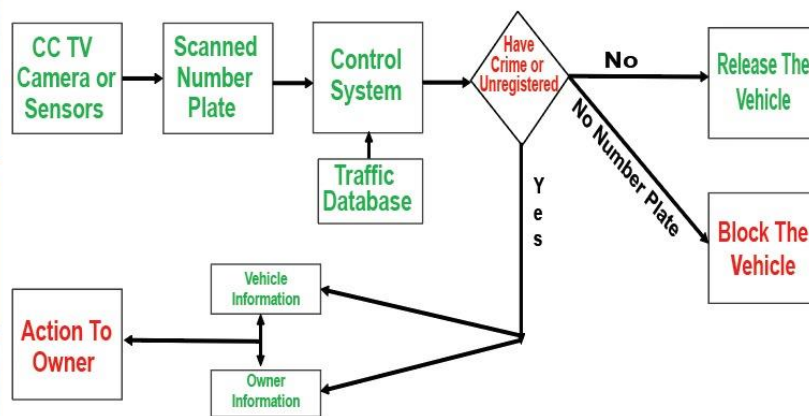 CC TV
Camera or
Sensors
Scanned
Number
Plate
Control
System
Have
Crime or
Unregistered
No
Release The
Vehicle
No Number Plate
Traffic
Database
Yes
Block The
Vehicle
Vehicle
Information
Action To
Owner
Owner
Information